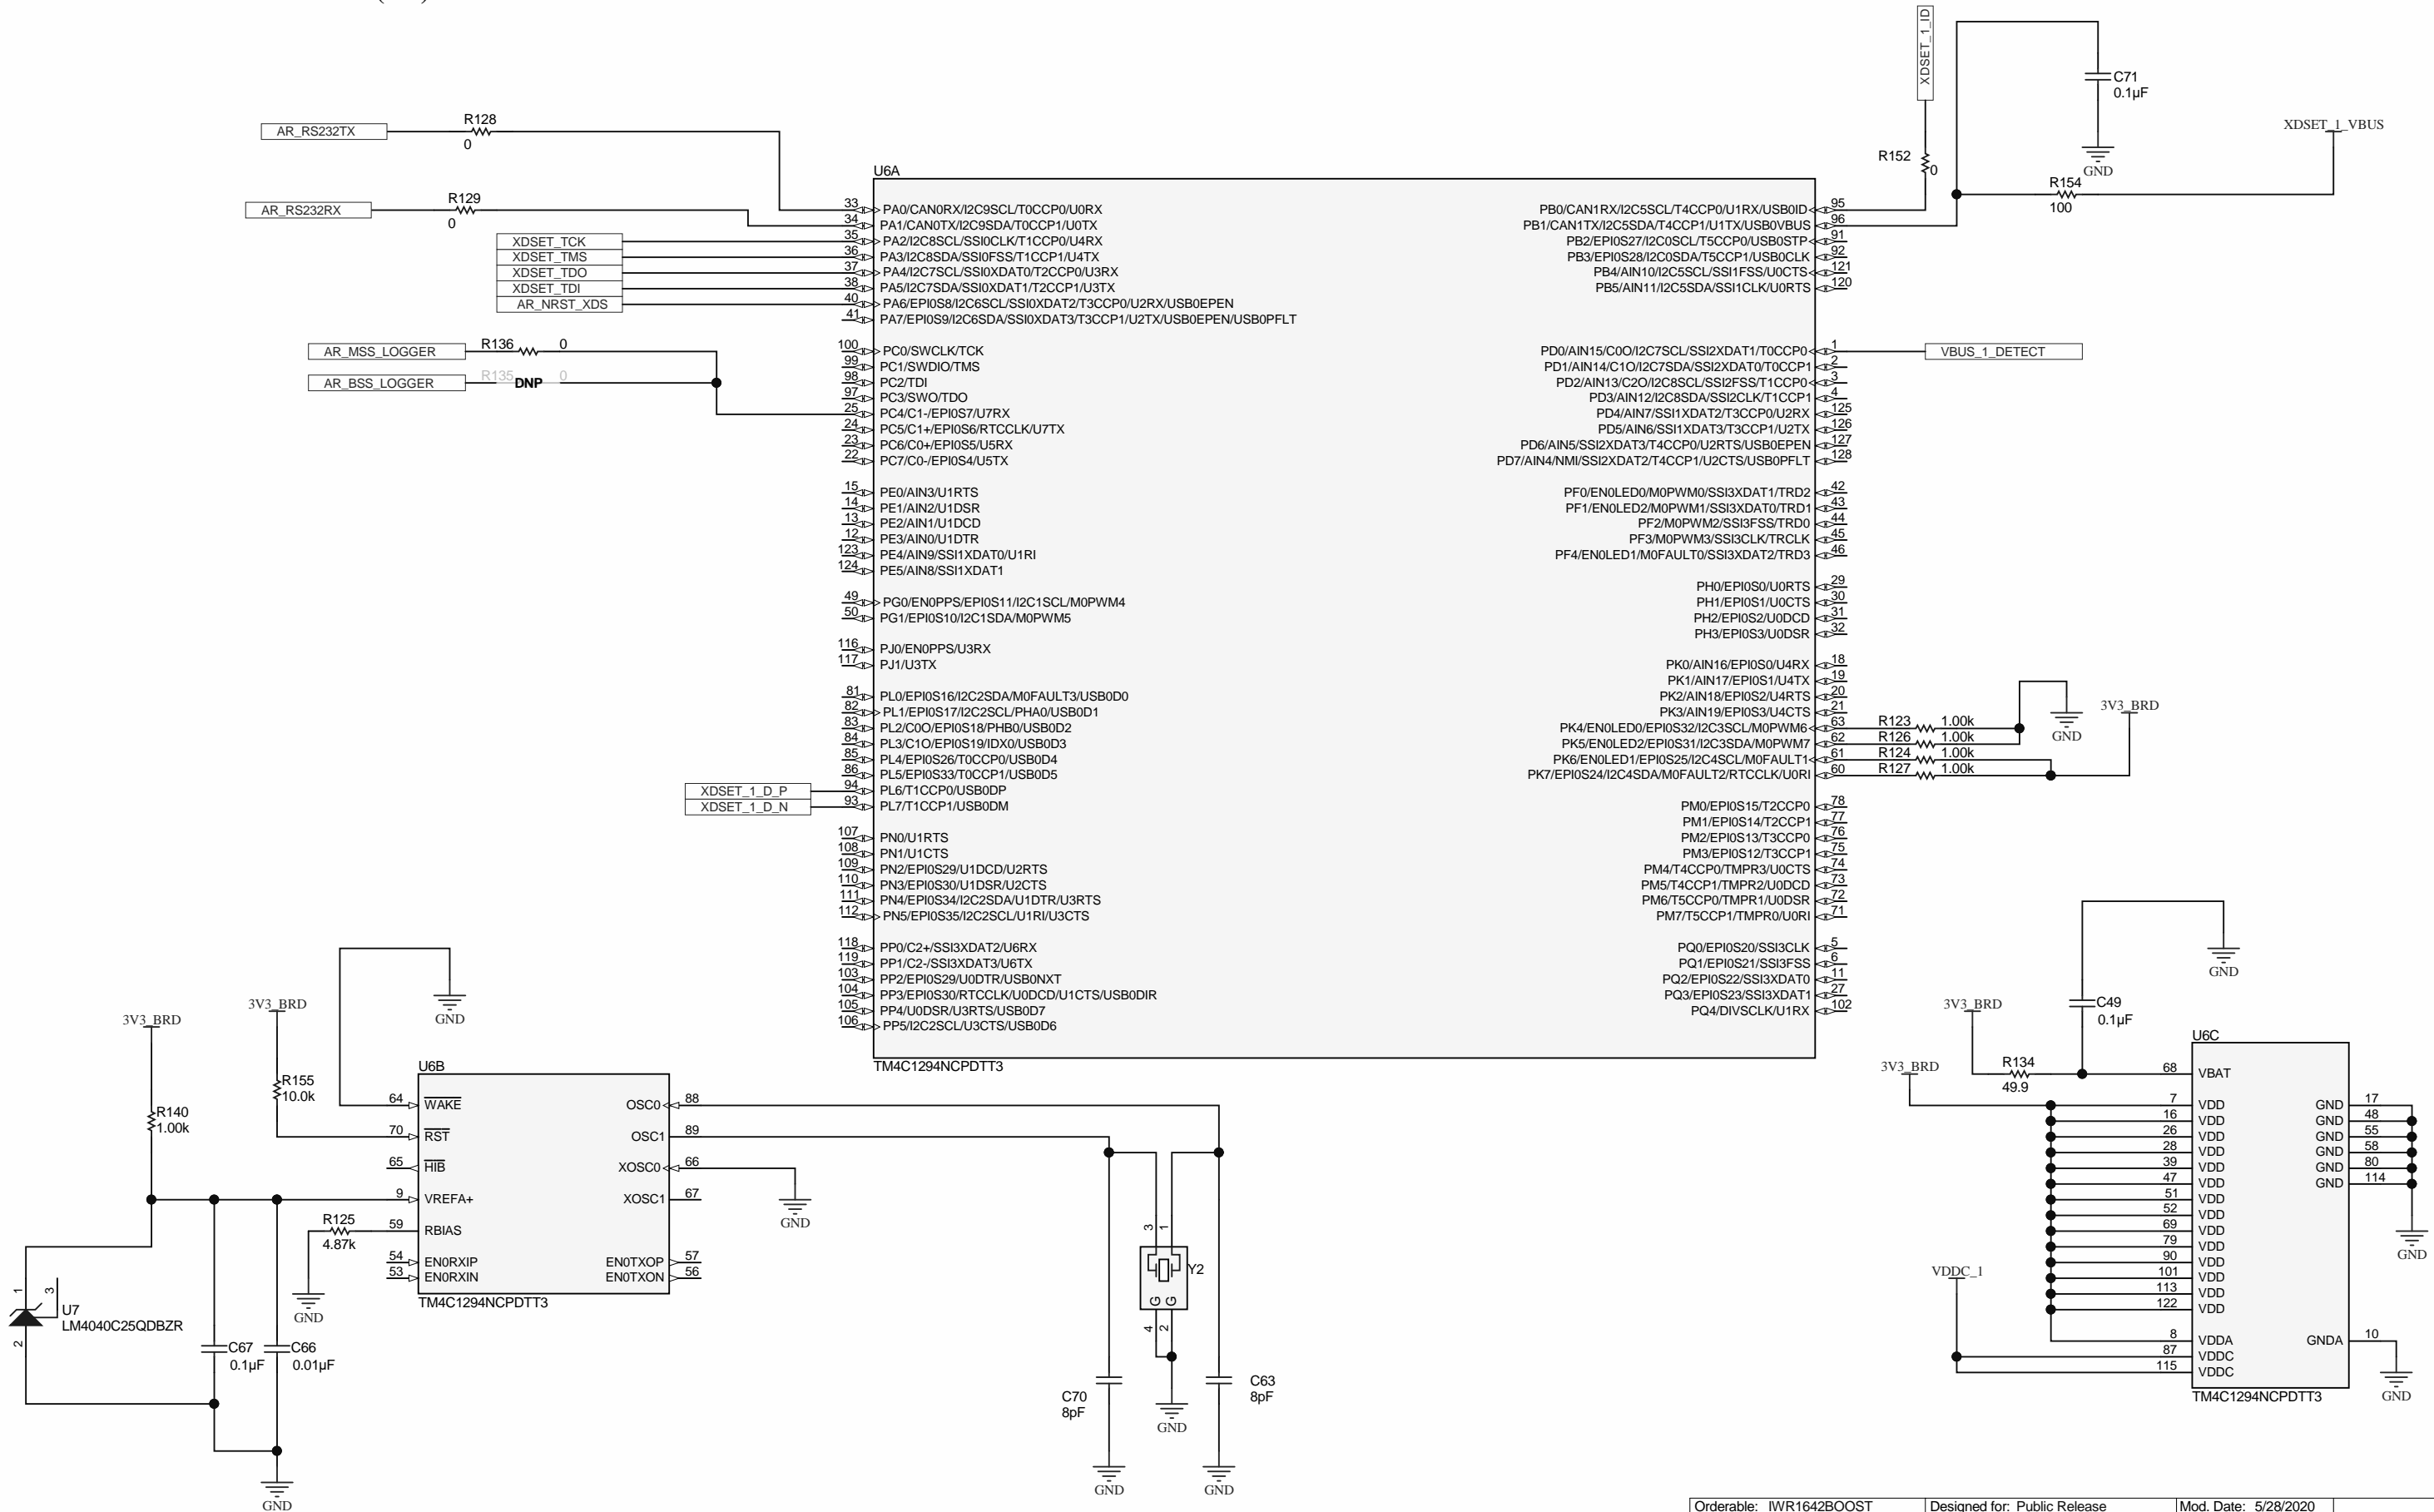 XDSET_1_ID
C71
0.1µF
GND
XDSET_1_VBUS
R152
0
R154
100
AR_RS232TX
R128
0
AR_RS232RX
R129
0
XDSET_TCK
XDSET_TMS
XDSET_TDO
XDSET_TDI
AR_NRST_XDS
AR_MSS_LOGGER R136 0
AR_BSS_LOGGER R135 DNP 0
U6A
33 PA0/CAN0RX/I2C9SCL/T0CCP0/U0RX
34 PA1/CAN0TX/I2C9SDA/T0CCP1/U0TX
35 PA2/I2C8SCL/SSI0CLK/T1CCP0/U4RX
36 PA3/I2C8SDA/SSI0FSS/T1CCP1/U4TX
37 PA4/I2C7SCL/SSI0XDAT0/T2CCP0/U3RX
38 PA5/I2C7SDA/SSI0XDAT1/T2CCP1/U3TX
40 PA6/EPI0S8/I2C6SCL/SSI0XDAT2/T3CCP0/U2RX/USB0EPEN
41 PA7/EPI0S9/I2C6SDA/SSI0XDAT3/T3CCP1/U2TX/USB0EPEN/USB0PFLT
100 PC0/SWCLK/TCK
99 PC1/SWDIO/TMS
98 PC2/TDI
97 PC3/SWO/TDO
25 PC4/C1-/EPI0S7/U7RX
24 PC5/C1+/EPI0S6/RTCCLK/U7TX
23 PC6/C0+/EPI0S5/U5RX
22 PC7/C0-/EPI0S4/U5TX
15 PE0/AIN3/U1RTS
14 PE1/AIN2/U1DSR
13 PE2/AIN1/U1DCD
12 PE3/AIN0/U1DTR
123 PE4/AIN9/SSI1XDAT0/U1RI
124 PE5/AIN8/SSI1XDAT1
49 PG0/EN0PPS/EPI0S11/I2C1SCL/M0PWM4
50 PG1/EPI0S10/I2C1SDA/M0PWM5
116 PJ0/EN0PPS/U3RX
117 PJ1/U3TX
81 PL0/EPI0S16/I2C2SDA/M0FAULT3/USB0D0
82 PL1/EPI0S17/I2C2SCL/PHA0/USB0D1
83 PL2/C0O/EPI0S18/PHB0/USB0D2
84 PL3/C1O/EPI0S19/IDX0/USB0D3
85 PL4/EPI0S26/T0CCP0/USB0D4
86 PL5/EPI0S33/T0CCP1/USB0D5
XDSET_1_D_P 94 PL6/T1CCP0/USB0DP
XDSET_1_D_N 93 PL7/T1CCP1/USB0DM
107 PN0/U1RTS
108 PN1/U1CTS
109 PN2/EPI0S29/U1DCD/U2RTS
110 PN3/EPI0S30/U1DSR/U2CTS
111 PN4/EPI0S34/I2C2SDA/U1DTR/U3RTS
112 PN5/EPI0S35/I2C2SCL/U1RI/U3CTS
118 PP0/C2+/SSI3XDAT2/U6RX
119 PP1/C2-/SSI3XDAT3/U6TX
103 PP2/EPI0S29/U0DTR/USB0NXT
104 PP3/EPI0S30/RTCCLK/U0DCD/U1CTS/USB0DIR
105 PP4/U0DSR/U3RTS/USB0D7
106 PP5/I2C2SCL/U3CTS/USB0D6
PB0/CAN1RX/I2C5SCL/T4CCP0/U1RX/USB0ID 95
PB1/CAN1TX/I2C5SDA/T4CCP1/U1TX/USB0VBUS 96
PB2/EPI0S27/I2C0SCL/T5CCP0/USB0STP 91
PB3/EPI0S28/I2C0SDA/T5CCP1/USB0CLK 92
PB4/AIN10/I2C5SCL/SSI1FSS/U0CTS 121
PB5/AIN11/I2C5SDA/SSI1CLK/U0RTS 120
PD0/AIN15/C0O/I2C7SCL/SSI2XDAT1/T0CCP0 1 VBUS_1_DETECT
PD1/AIN14/C1O/I2C7SDA/SSI2XDAT0/T0CCP1 2
PD2/AIN13/C2O/I2C8SCL/SSI2FSS/T1CCP0 3
PD3/AIN12/I2C8SDA/SSI2CLK/T1CCP1 4
PD4/AIN7/SSI1XDAT2/T3CCP0/U2RX 125
PD5/AIN6/SSI1XDAT3/T3CCP1/U2TX 126
PD6/AIN5/SSI2XDAT3/T4CCP0/U2RTS/USB0EPEN 127
PD7/AIN4/NMI/SSI2XDAT2/T4CCP1/U2CTS/USB0PFLT 128
PF0/EN0LED0/M0PWM0/SSI3XDAT1/TRD2 42
PF1/EN0LED2/M0PWM1/SSI3XDAT0/TRD1 43
PF2/M0PWM2/SSI3FSS/TRD0 44
PF3/M0PWM3/SSI3CLK/TRCLK 45
PF4/EN0LED1/M0FAULT0/SSI3XDAT2/TRD3 46
PH0/EPI0S0/U0RTS 29
PH1/EPI0S1/U0CTS 30
PH2/EPI0S2/U0DCD 31
PH3/EPI0S3/U0DSR 32
PK0/AIN16/EPI0S0/U4RX 18
PK1/AIN17/EPI0S1/U4TX 19
PK2/AIN18/EPI0S2/U4RTS 20
PK3/AIN19/EPI0S3/U4CTS 21
PK4/EN0LED0/EPI0S32/I2C3SCL/M0PWM6 63 R123 1.00k
PK5/EN0LED2/EPI0S31/I2C3SDA/M0PWM7 62 R126 1.00k
PK6/EN0LED1/EPI0S25/I2C4SCL/M0FAULT1 61 R124 1.00k
PK7/EPI0S24/I2C4SDA/M0FAULT2/RTCCLK/U0RI 60 R127 1.00k
GND
3V3_BRD
PM0/EPI0S15/T2CCP0 78
PM1/EPI0S14/T2CCP1 77
PM2/EPI0S13/T3CCP0 76
PM3/EPI0S12/T3CCP1 75
PM4/T4CCP0/TMPR3/U0CTS 74
PM5/T4CCP1/TMPR2/U0DCD 73
PM6/T5CCP0/TMPR1/U0DSR 72
PM7/T5CCP1/TMPR0/U0RI 71
PQ0/EPI0S20/SSI3CLK 5
PQ1/EPI0S21/SSI3FSS 6
PQ2/EPI0S22/SSI3XDAT0 11
PQ3/EPI0S23/SSI3XDAT1 27
PQ4/DIVSCLK/U1RX 102
TM4C1294NCPDTT3
3V3_BRD
R140
1.00k
3V3_BRD
R155
10.0k
GND
U6B
64 WAKE
70 RST
65 HIB
9 VREFA+
59 RBIAS
54 EN0RXIP
53 EN0RXIN
OSC0 88
OSC1 89
XOSC0 66
XOSC1 67
EN0TXOP 57
EN0TXON 56
TM4C1294NCPDTT3
R125
4.87k
GND
GND
1
3
2
U7
LM4040C25QDBZR
C67
0.1µF
C66
0.01µF
GND
3
1
Y2
G
G
4
2
GND
C70
8pF
GND
C63
8pF
GND
GND
C49
0.1µF
3V3_BRD
R134
49.9
3V3_BRD
VDDC_1
U6C
68 VBAT
7 VDD GND 17
16 VDD GND 48
26 VDD GND 55
28 VDD GND 58
39 VDD GND 80
47 VDD GND 114
51 VDD
52 VDD
69 VDD
79 VDD
90 VDD
101 VDD
113 VDD
122 VDD
8 VDDA GNDA 10
87 VDDC
115 VDDC
GND
GND
TM4C1294NCPDTT3
Orderable: IWR1642BOOST Designed for: Public Release Mod. Date: 5/28/2020